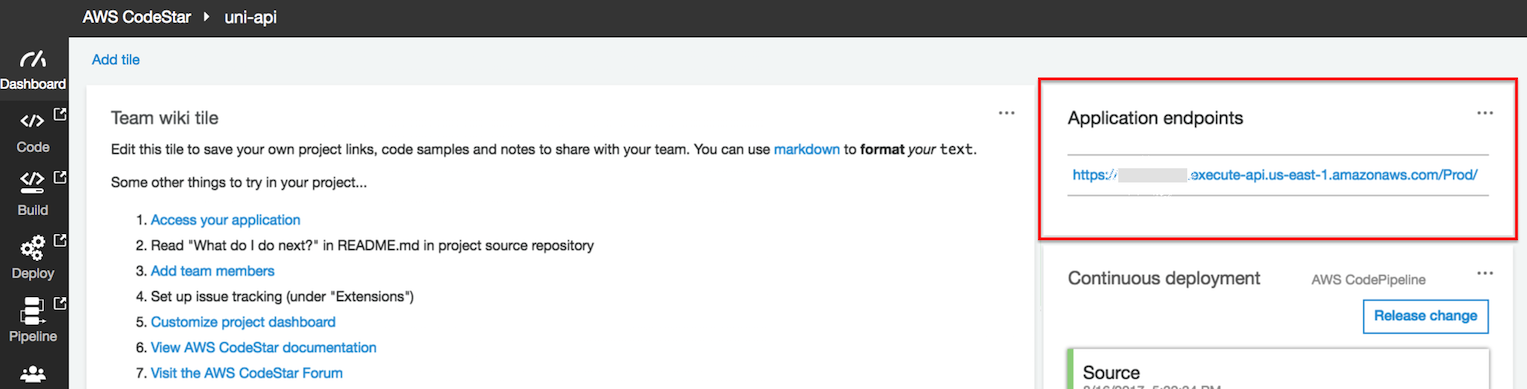 AWS CodeStar uni-api
Dashboard
Code
Build
Deploy
Pipeline
Add tile
Team wiki tile
Edit this tile to save your own project links, code samples and notes to share with your team. You can use markdown to format your text.
Some other things to try in your project...
1. Access your application
2. Read "What do I do next?" in README.md in project source repository
3. Add team members
4. Set up issue tracking (under "Extensions")
5. Customize project dashboard
6. View AWS CodeStar documentation
7. Visit the AWS CodeStar Forum
Application endpoints
https:// .execute-api.us-east-1.amazonaws.com/Prod/
Continuous deployment AWS CodePipeline
Release change
Source